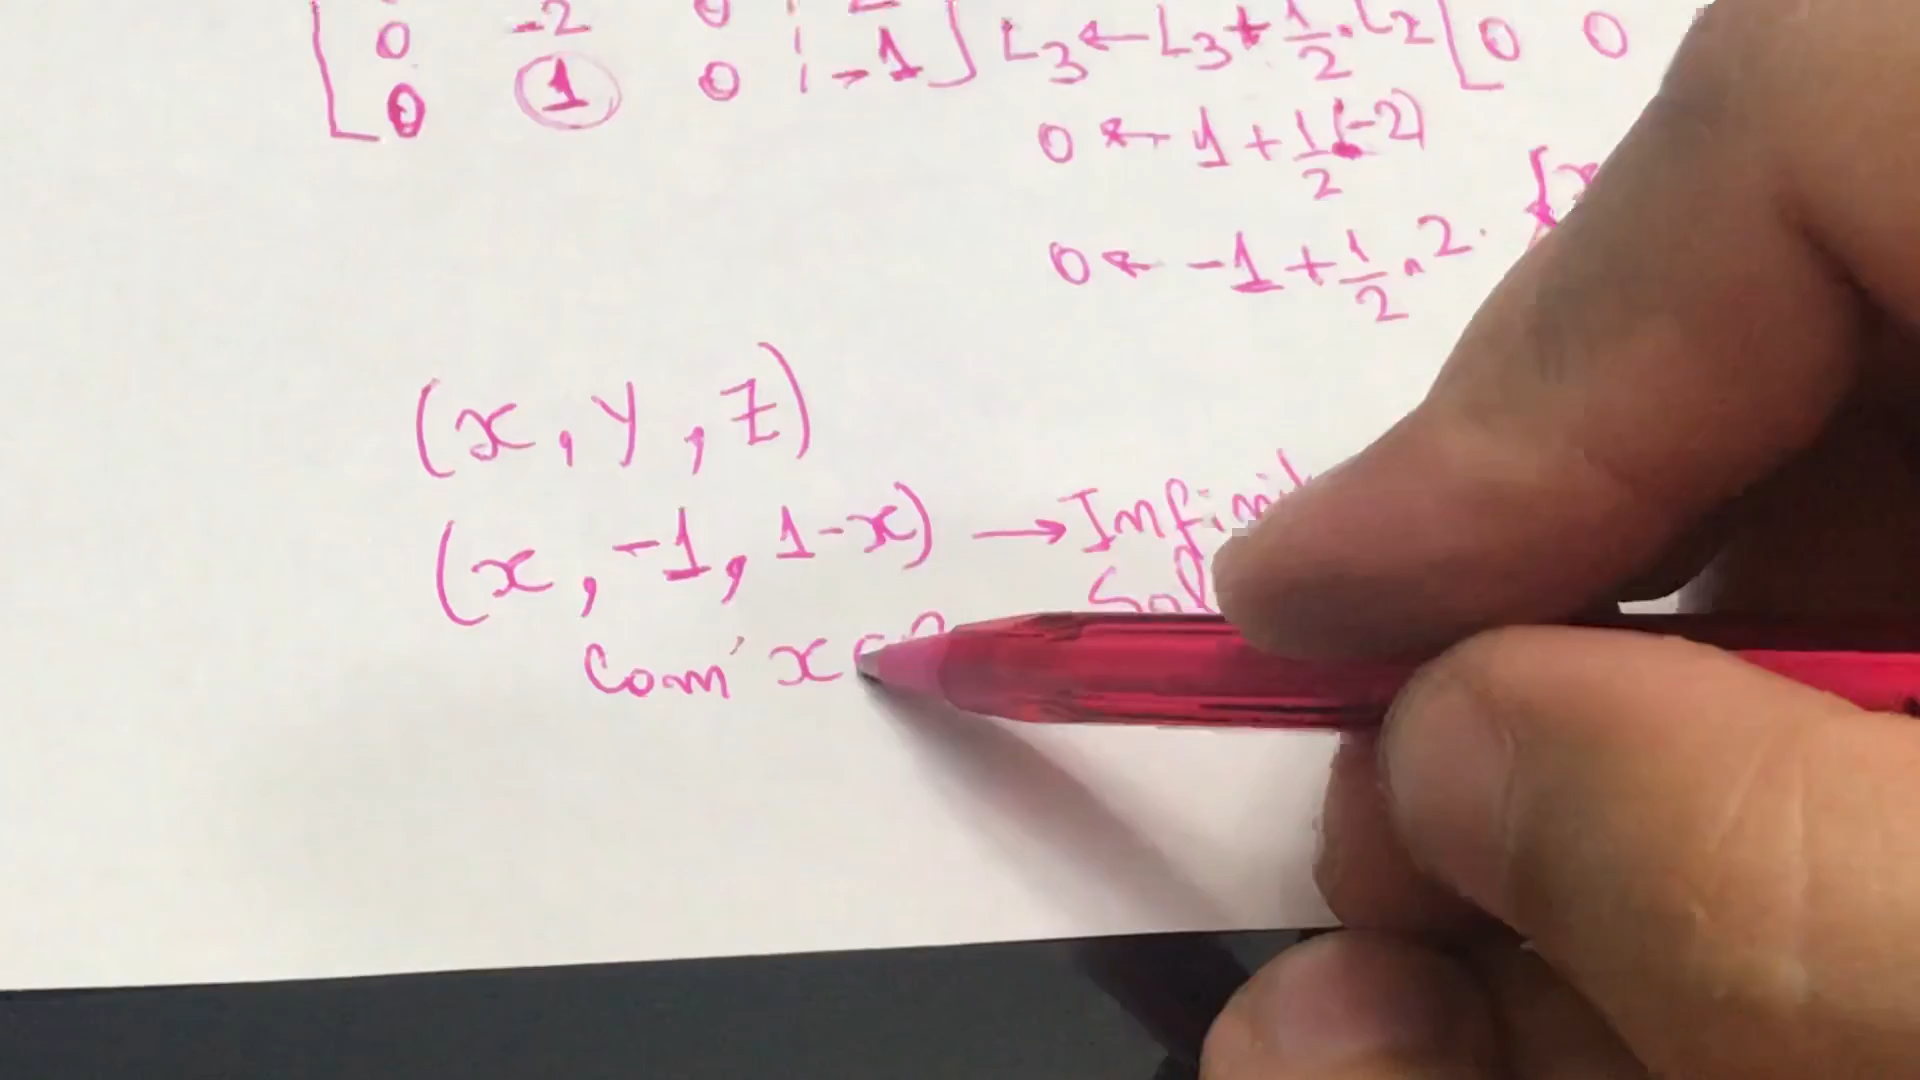 0 -2 0 | 2
0 1 0 | -1 ] L3 ← L3 + 1/2 . L2 [ 0 0
0 ← 1 + 1/2 (-2)
0 ← -1 + 1/2 . 2
(x, y, z)
(x, -1, 1-x) →
Com x